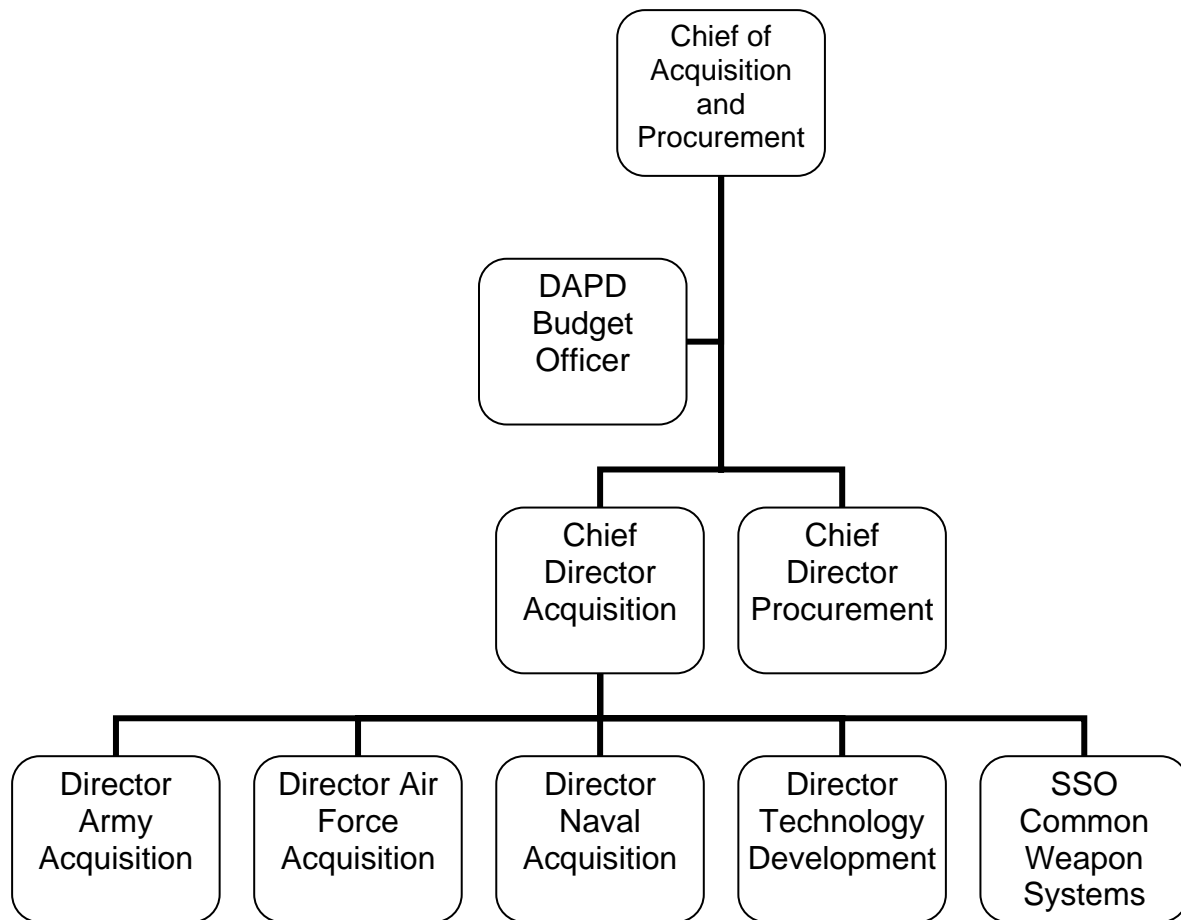 Chief of
Acquisition
and
Procurement
DAPD
Budget
Officer
Chief
Director
Acquisition
Chief
Director
Procurement
Director
Army
Acquisition
Director Air
Force
Acquisition
Director
Naval
Acquisition
Director
Technology
Development
SSO
Common
Weapon
Systems